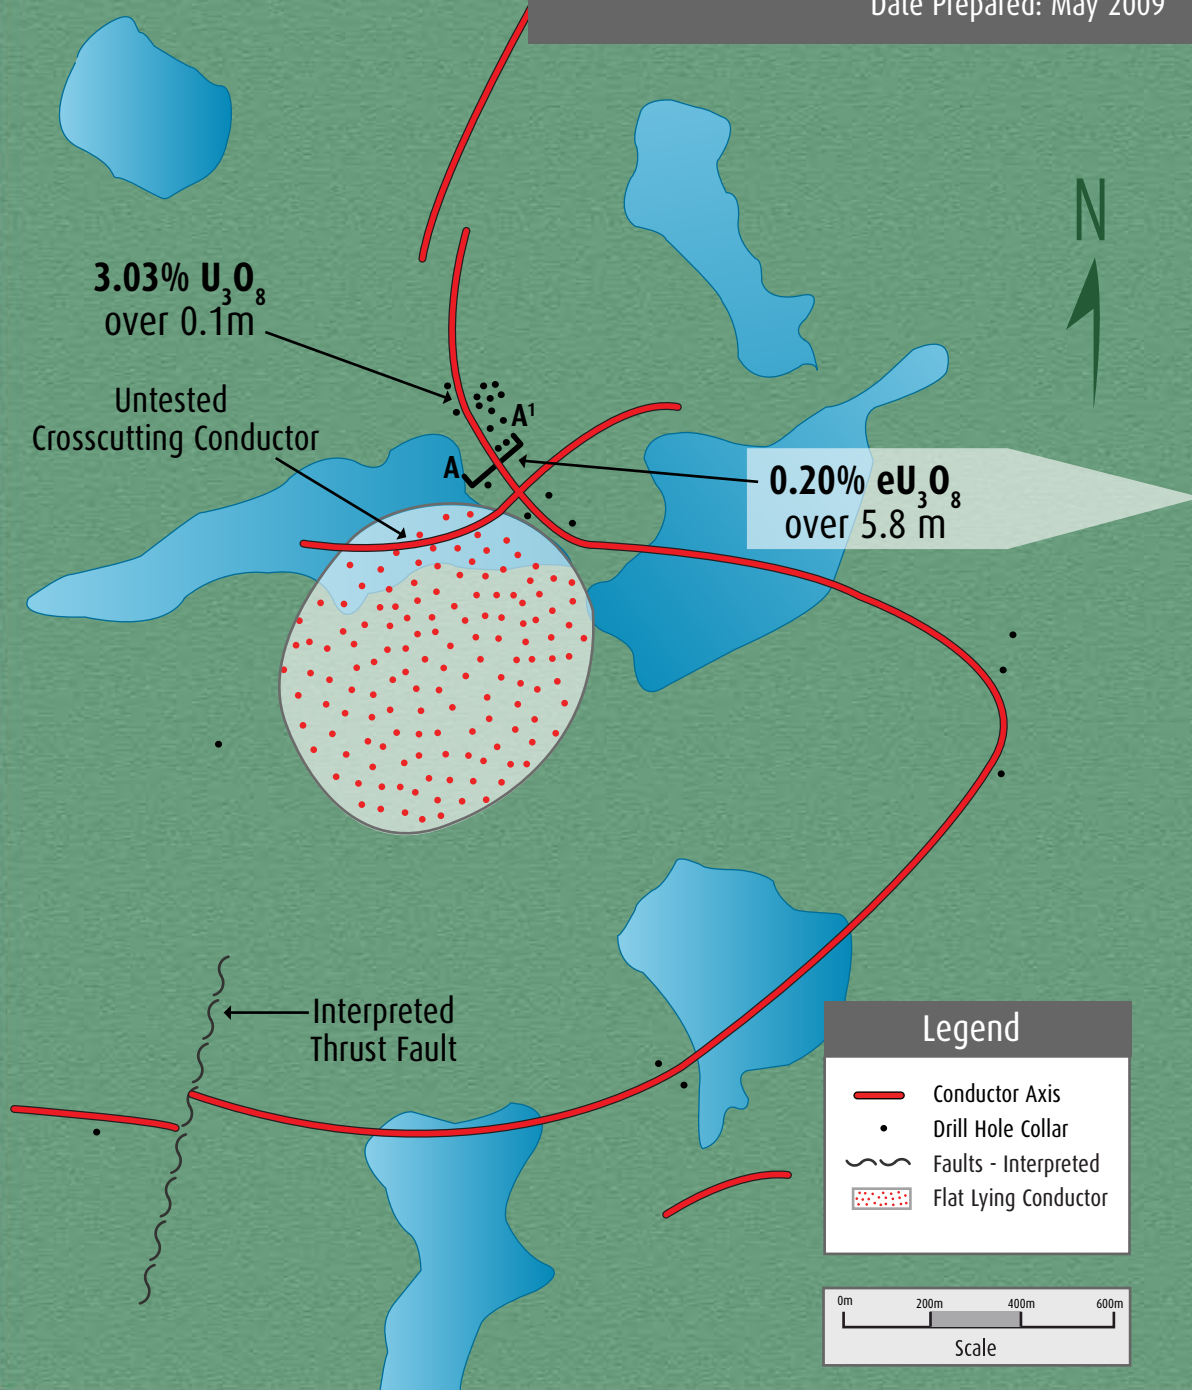 Date Prepared: May 2009
N
3.03% U₃O₈
over 0.1m
Untested
Crosscutting Conductor
A¹
A
0.20% eU₃O₈
over 5.8 m
Interpreted
Thrust Fault
Legend
Conductor Axis
Drill Hole Collar
Faults - Interpreted
Flat Lying Conductor
0m 200m 400m 600m
Scale